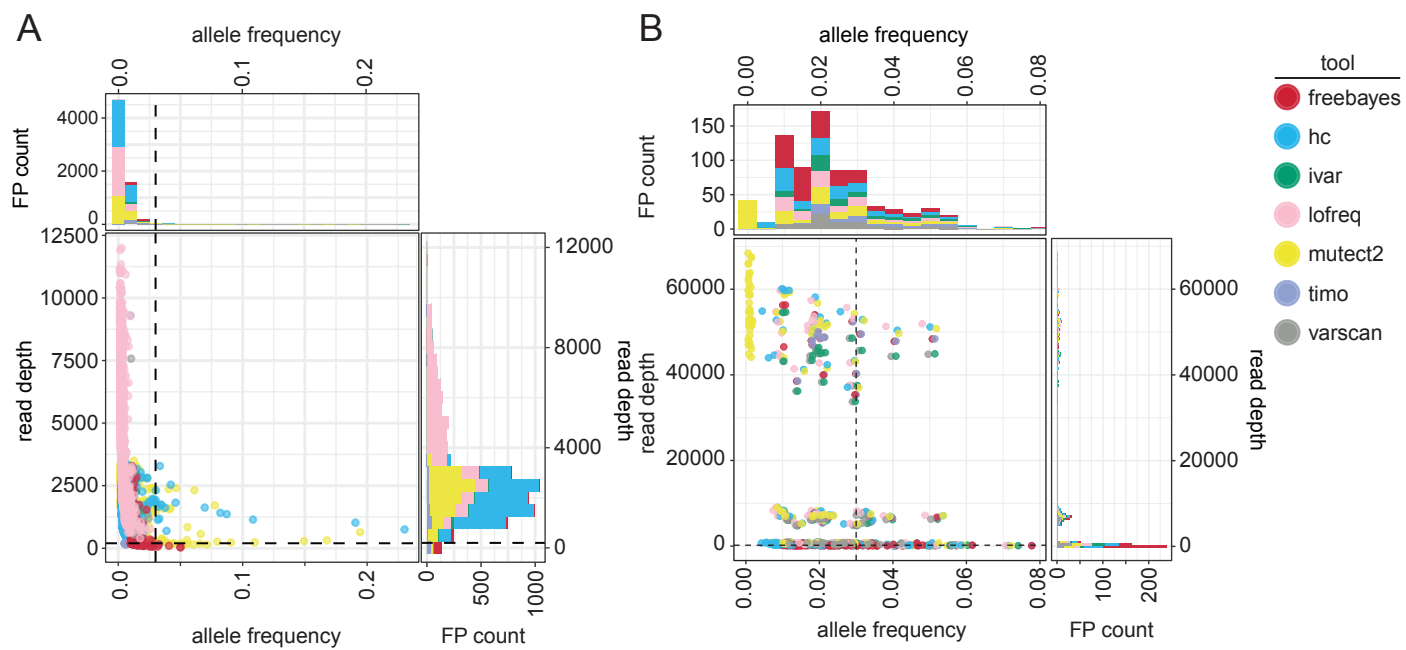 A
allele frequency
0.0
0.1
0.2
FP count
4000
2000
0
read depth
12500
10000
7500
5000
2500
0
0.0
0.1
0.2
allele frequency
12000
8000
4000
0
read depth
0
500
1000
FP count
B
allele frequency
0.00
0.02
0.04
0.06
0.08
FP count
150
100
50
0
read depth
60000
40000
20000
0
0.00
0.02
0.04
0.06
0.08
allele frequency
60000
40000
20000
0
read depth
0
100
200
FP count
tool
freebayes
hc
ivar
lofreq
mutect2
timo
varscan